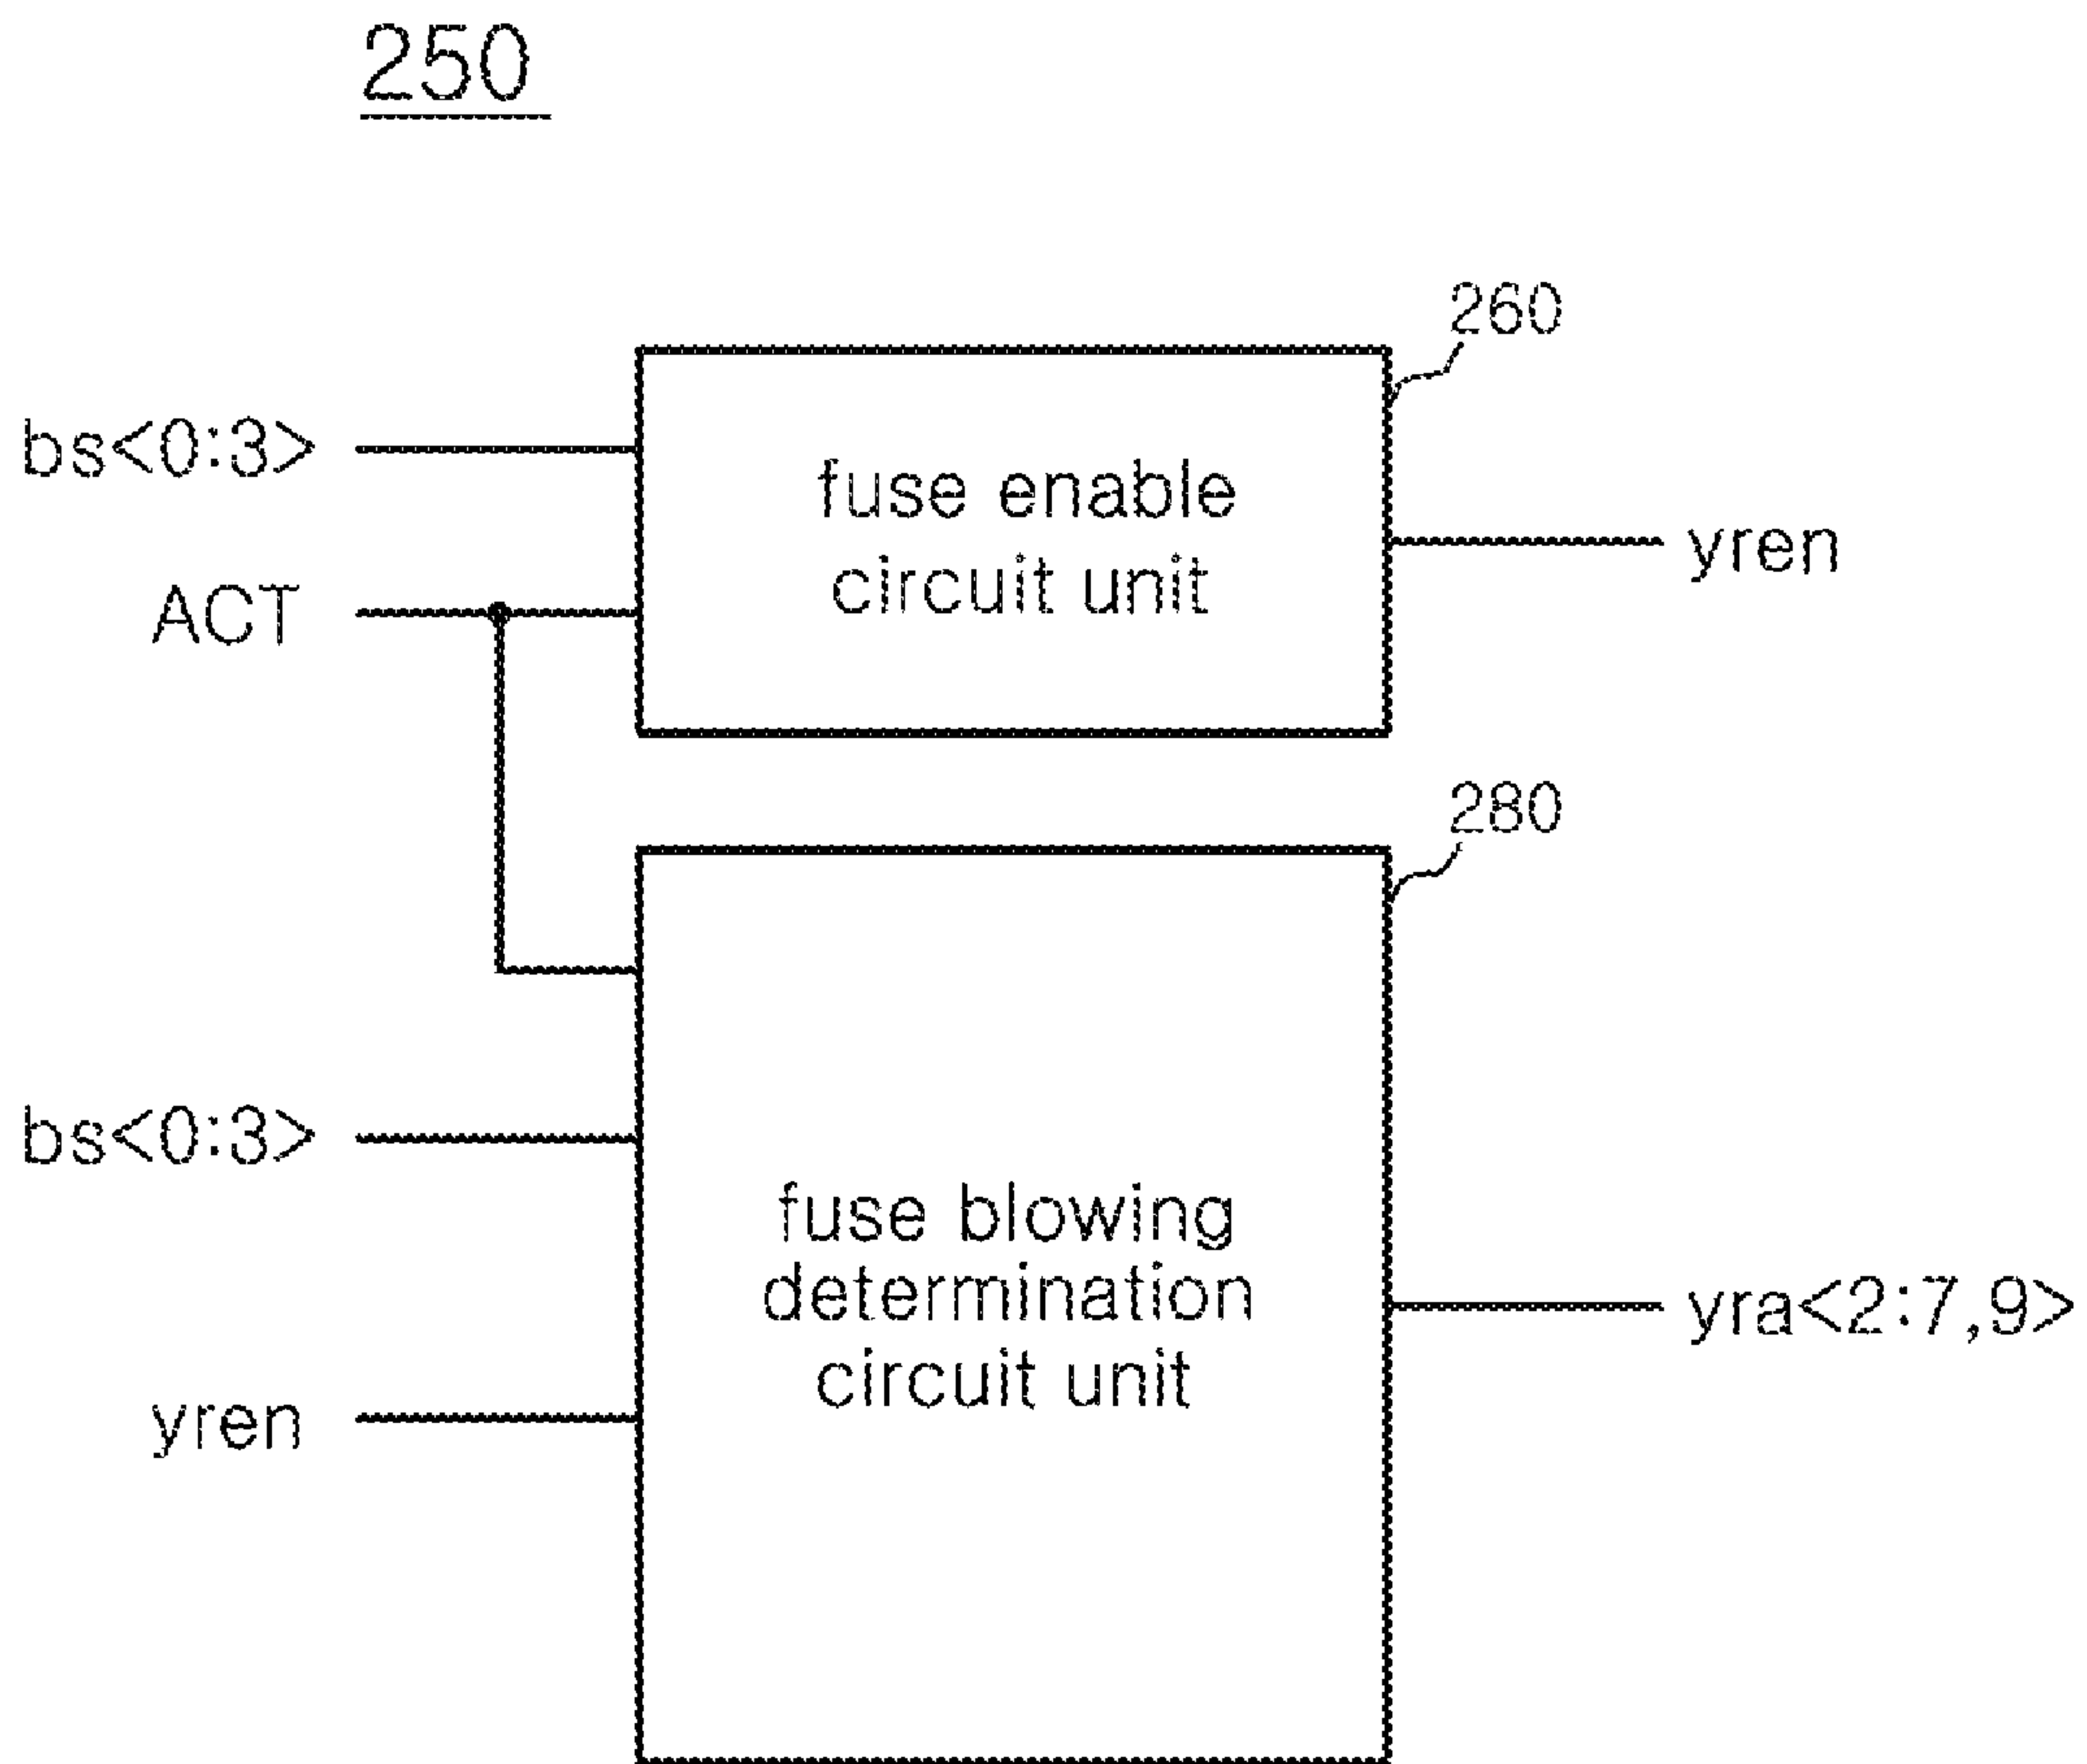 250
260
bs<0:3>
fuse enable
circuit unit
yren
ACT
280
bs<0:3>
fuse blowing
determination
circuit unit
yra<2:7,9>
yren